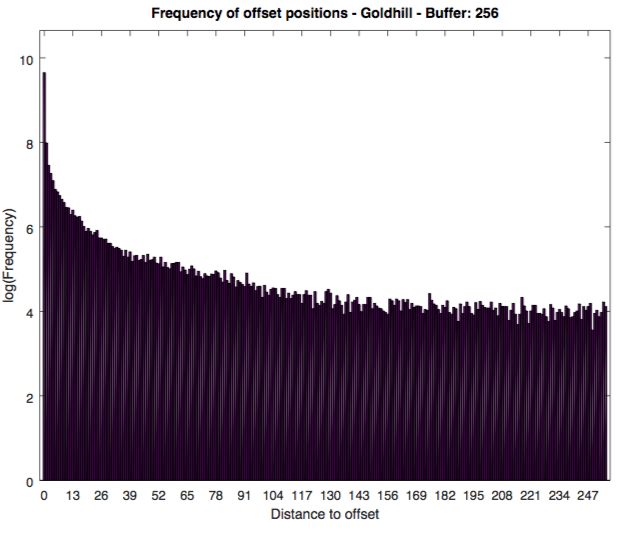 Frequency of offset positions - Goldhill - Buffer: 256
10
8
6
4
2
0
log(Frequency)
0 13 26 39 52 65 78 91 104 117 130 143 156 169 182 195 208 221 234 247
Distance to offset